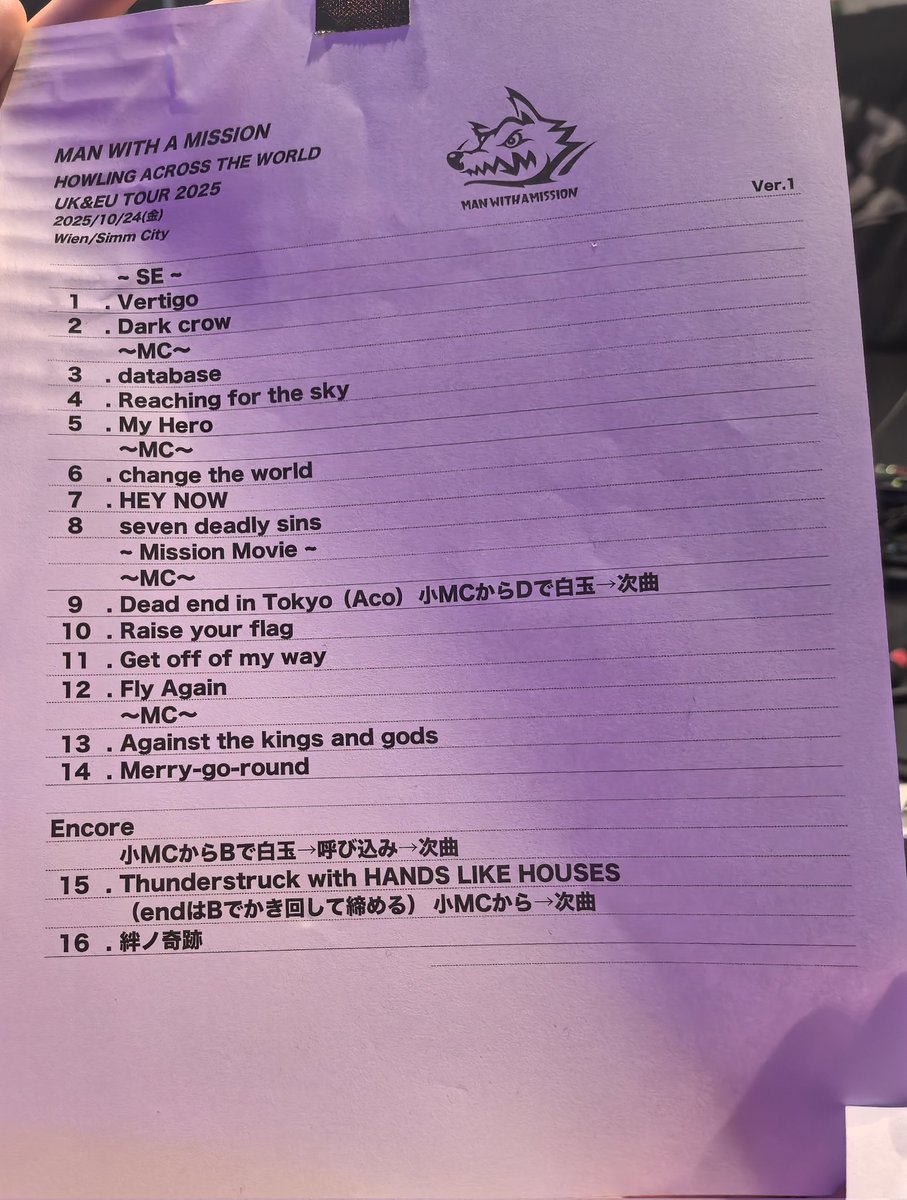 MAN WITH A MISSION
HOWLING ACROSS THE WORLD
UK&EU TOUR 2025
2025/10/24(金)
Wien/Simm City
MAN WITH A MISSION
Ver.1
~ SE ~
1 . Vertigo
2 . Dark crow
～MC～
3 . database
4 . Reaching for the sky
5 . My Hero
～MC～
6 . change the world
7 . HEY NOW
8 seven deadly sins
~ Mission Movie ~
～MC～
9 . Dead end in Tokyo（Aco）小MCからDで白玉→次曲
10 . Raise your flag
11 . Get off of my way
12 . Fly Again
～MC～
13 . Against the kings and gods
14 . Merry-go-round
Encore
小MCからBで白玉→呼び込み→次曲
15 . Thunderstruck with HANDS LIKE HOUSES
（endはBでかき回して締める）小MCから→次曲
16 . 絆ノ奇跡